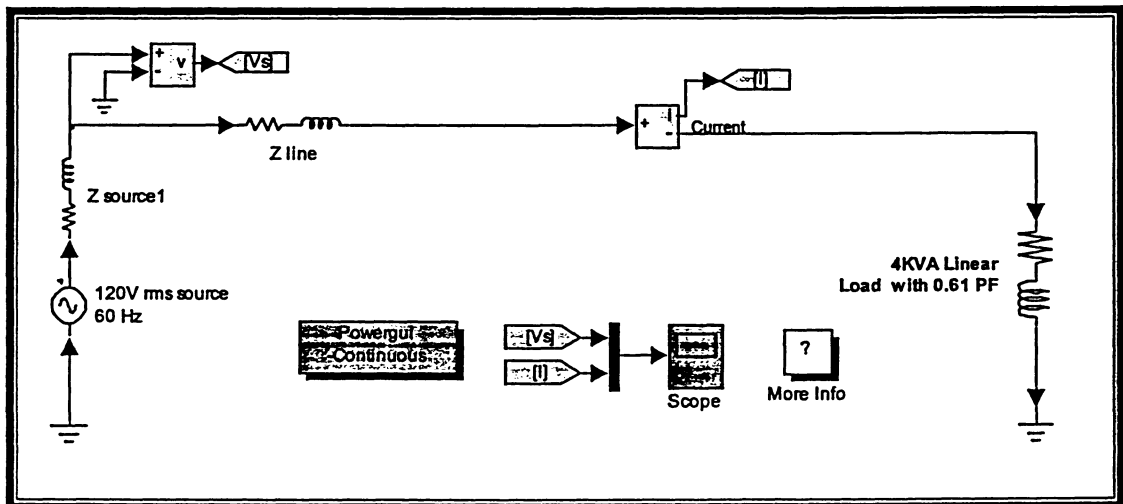 +
-
v
[Vs]
[I]
+
-
Current
Z line
Z source1
120V rms source
60 Hz
4KVA Linear
Load with 0.61 PF
Powergui
-Continuous
[Vs]
[I]
Scope
?
More Info